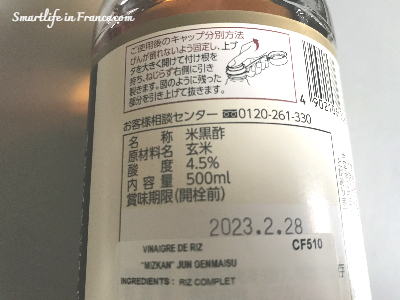 Smartlife in France.com
ご使用後のキャップ分別方法
びんが倒れないよう固定し、上ブ
タを大きく開けて付け根を
持ち、ねじらず右側に引き
裂きます。図のように残った
部分を引き上げて抜きます。
お客様相談センター 0120-261-330
名 称 米黒酢
原材料名 玄米
酸 度 4.5%
内 容 量 500ml
賞味期限(開栓前)
2023.2.28
CF510
VINAIGRE DE RIZ
"MIZKAN" JUN GENMAISU
INGREDIENTS: RIZ COMPLET